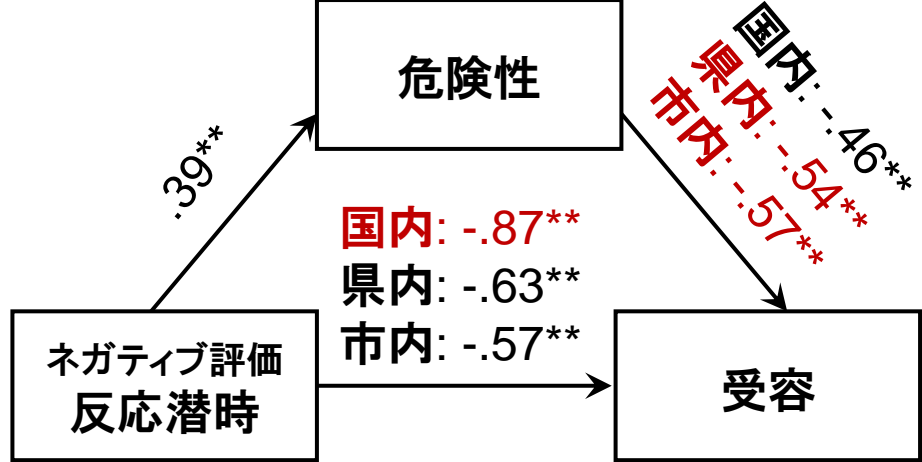 危険性
.39**
国内: -.46**
県内: -.54**
市内: -.57**
国内: -.87**
県内: -.63**
市内: -.57**
ネガティブ評価
反応潜時
受容